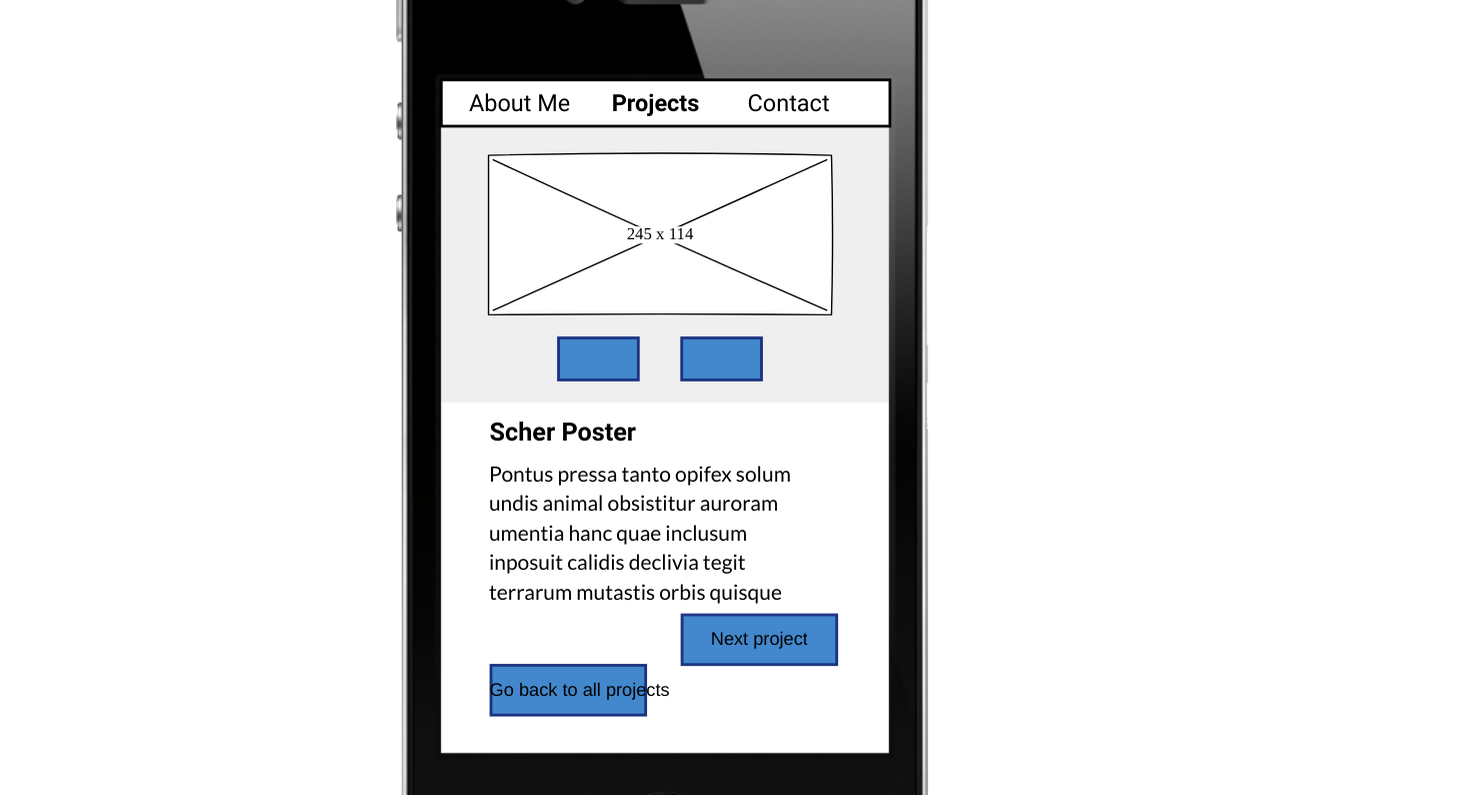 About Me Projects Contact
245 x 114
Scher Poster
Pontus pressa tanto opifex solum
undis animal obsistitur auroram
umentia hanc quae inclusum
inposuit calidis declivia tegit
terrarum mutastis orbis quisque
Next project
Go back to all projects